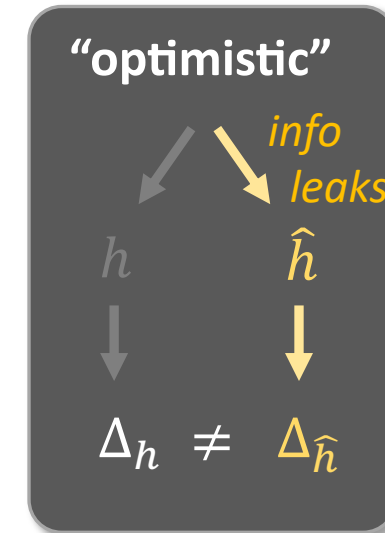 “optimistic”
info
leaks
h ĥ
Δ_h ≠ Δ_ĥ